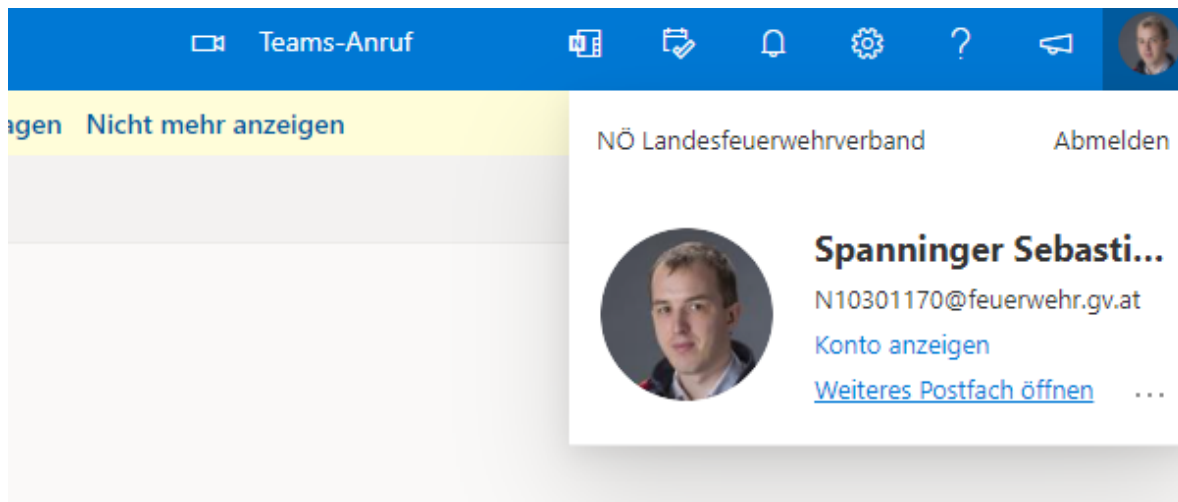 Teams-Anruf
agen Nicht mehr anzeigen
NÖ Landesfeuerwehrverband Abmelden
Spanninger Sebasti...
N10301170@feuerwehr.gv.at
Konto anzeigen
Weiteres Postfach öffnen ...